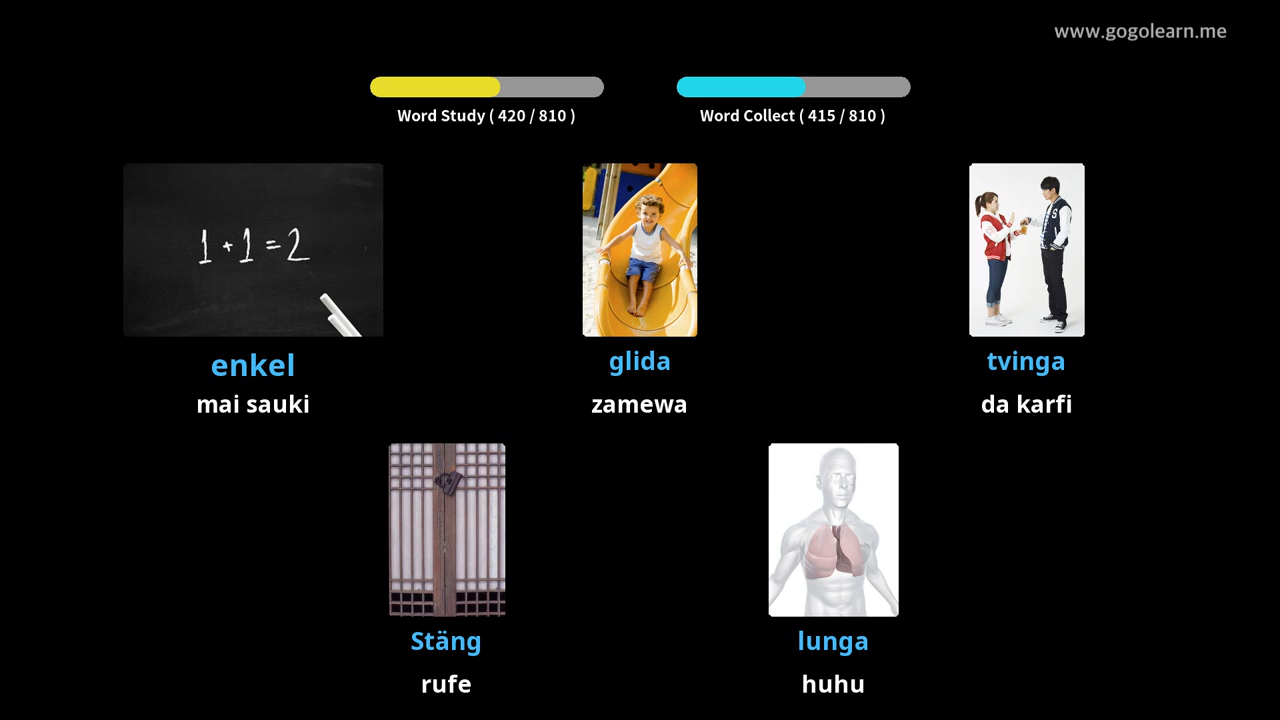 www.gogolearn.me
Word Study ( 420 / 810 )
Word Collect ( 415 / 810 )
1 + 1 = 2
enkel
mai sauki
glida
zamewa
tvinga
da karfi
Stäng
rufe
lunga
huhu